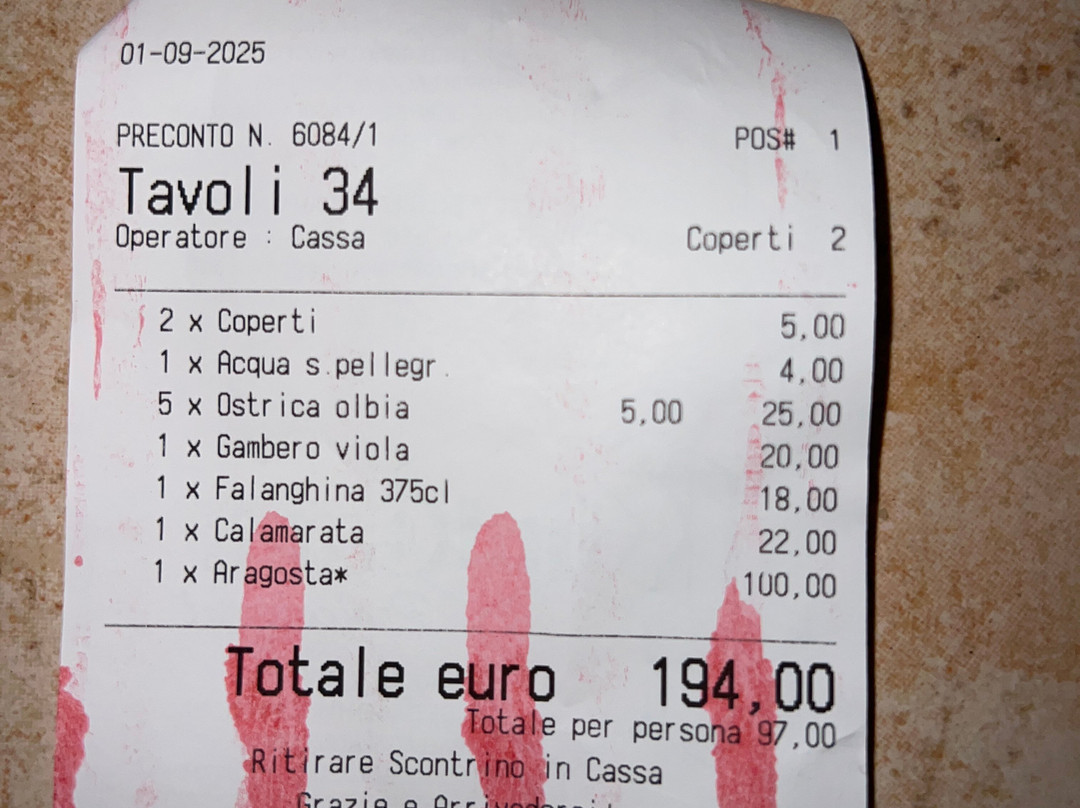 01-09-2025
PRECONTO N. 6084/1 POS# 1
Tavoli 34
Operatore : Cassa Coperti 2
2 x Coperti 5,00
1 x Acqua s.pellegr. 4,00
5 x Ostrica olbia 5,00 25,00
1 x Gambero viola 20,00
1 x Falanghina 375cl 18,00
1 x Calamarata 22,00
1 x Aragosta* 100,00
Totale euro 194,00
Totale per persona 97,00
Ritirare Scontrino in Cassa
Grazie e